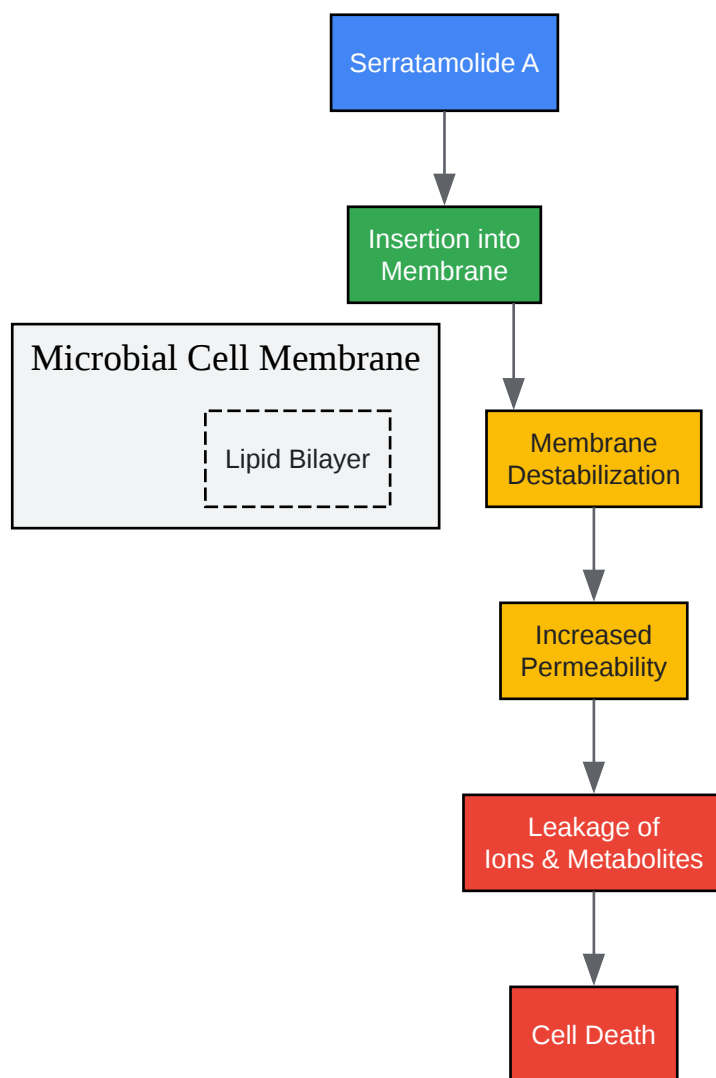 Serratamolide A
Insertion into
Membrane
Microbial Cell Membrane
Lipid Bilayer
Membrane
Destabilization
Increased
Permeability
Leakage of
Ions & Metabolites
Cell Death